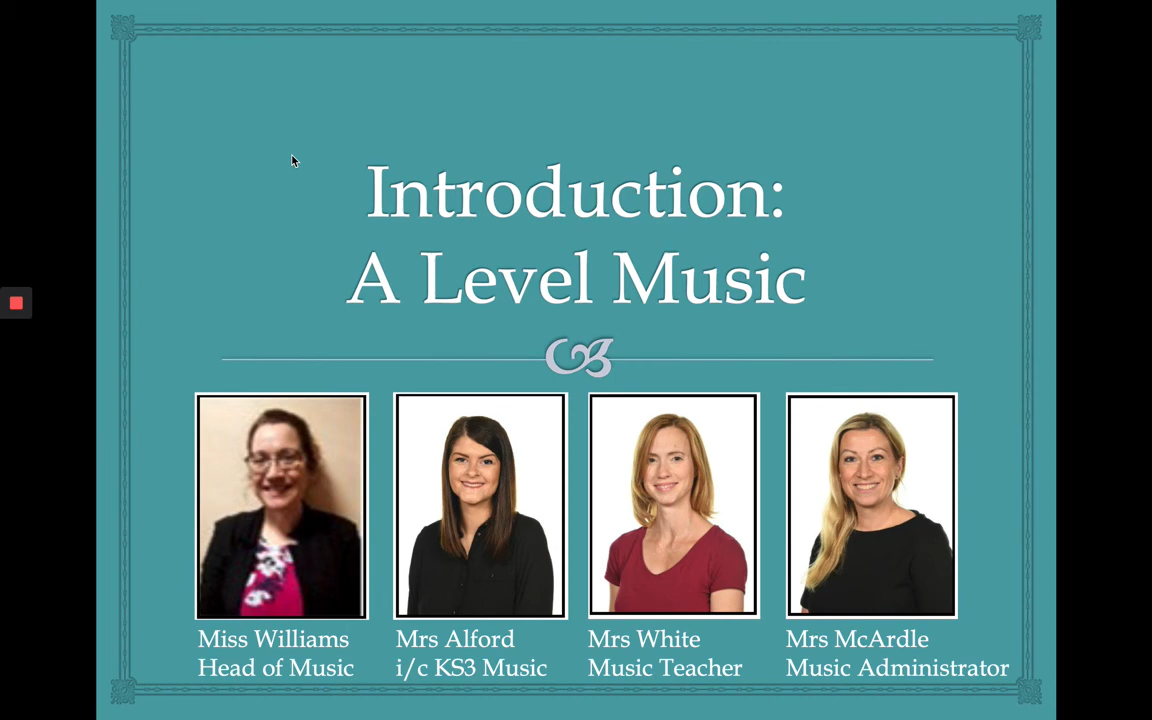 Introduction:
A Level Music
Miss Williams
Head of Music
Mrs Alford
i/c KS3 Music
Mrs White
Music Teacher
Mrs McArdle
Music Administrator